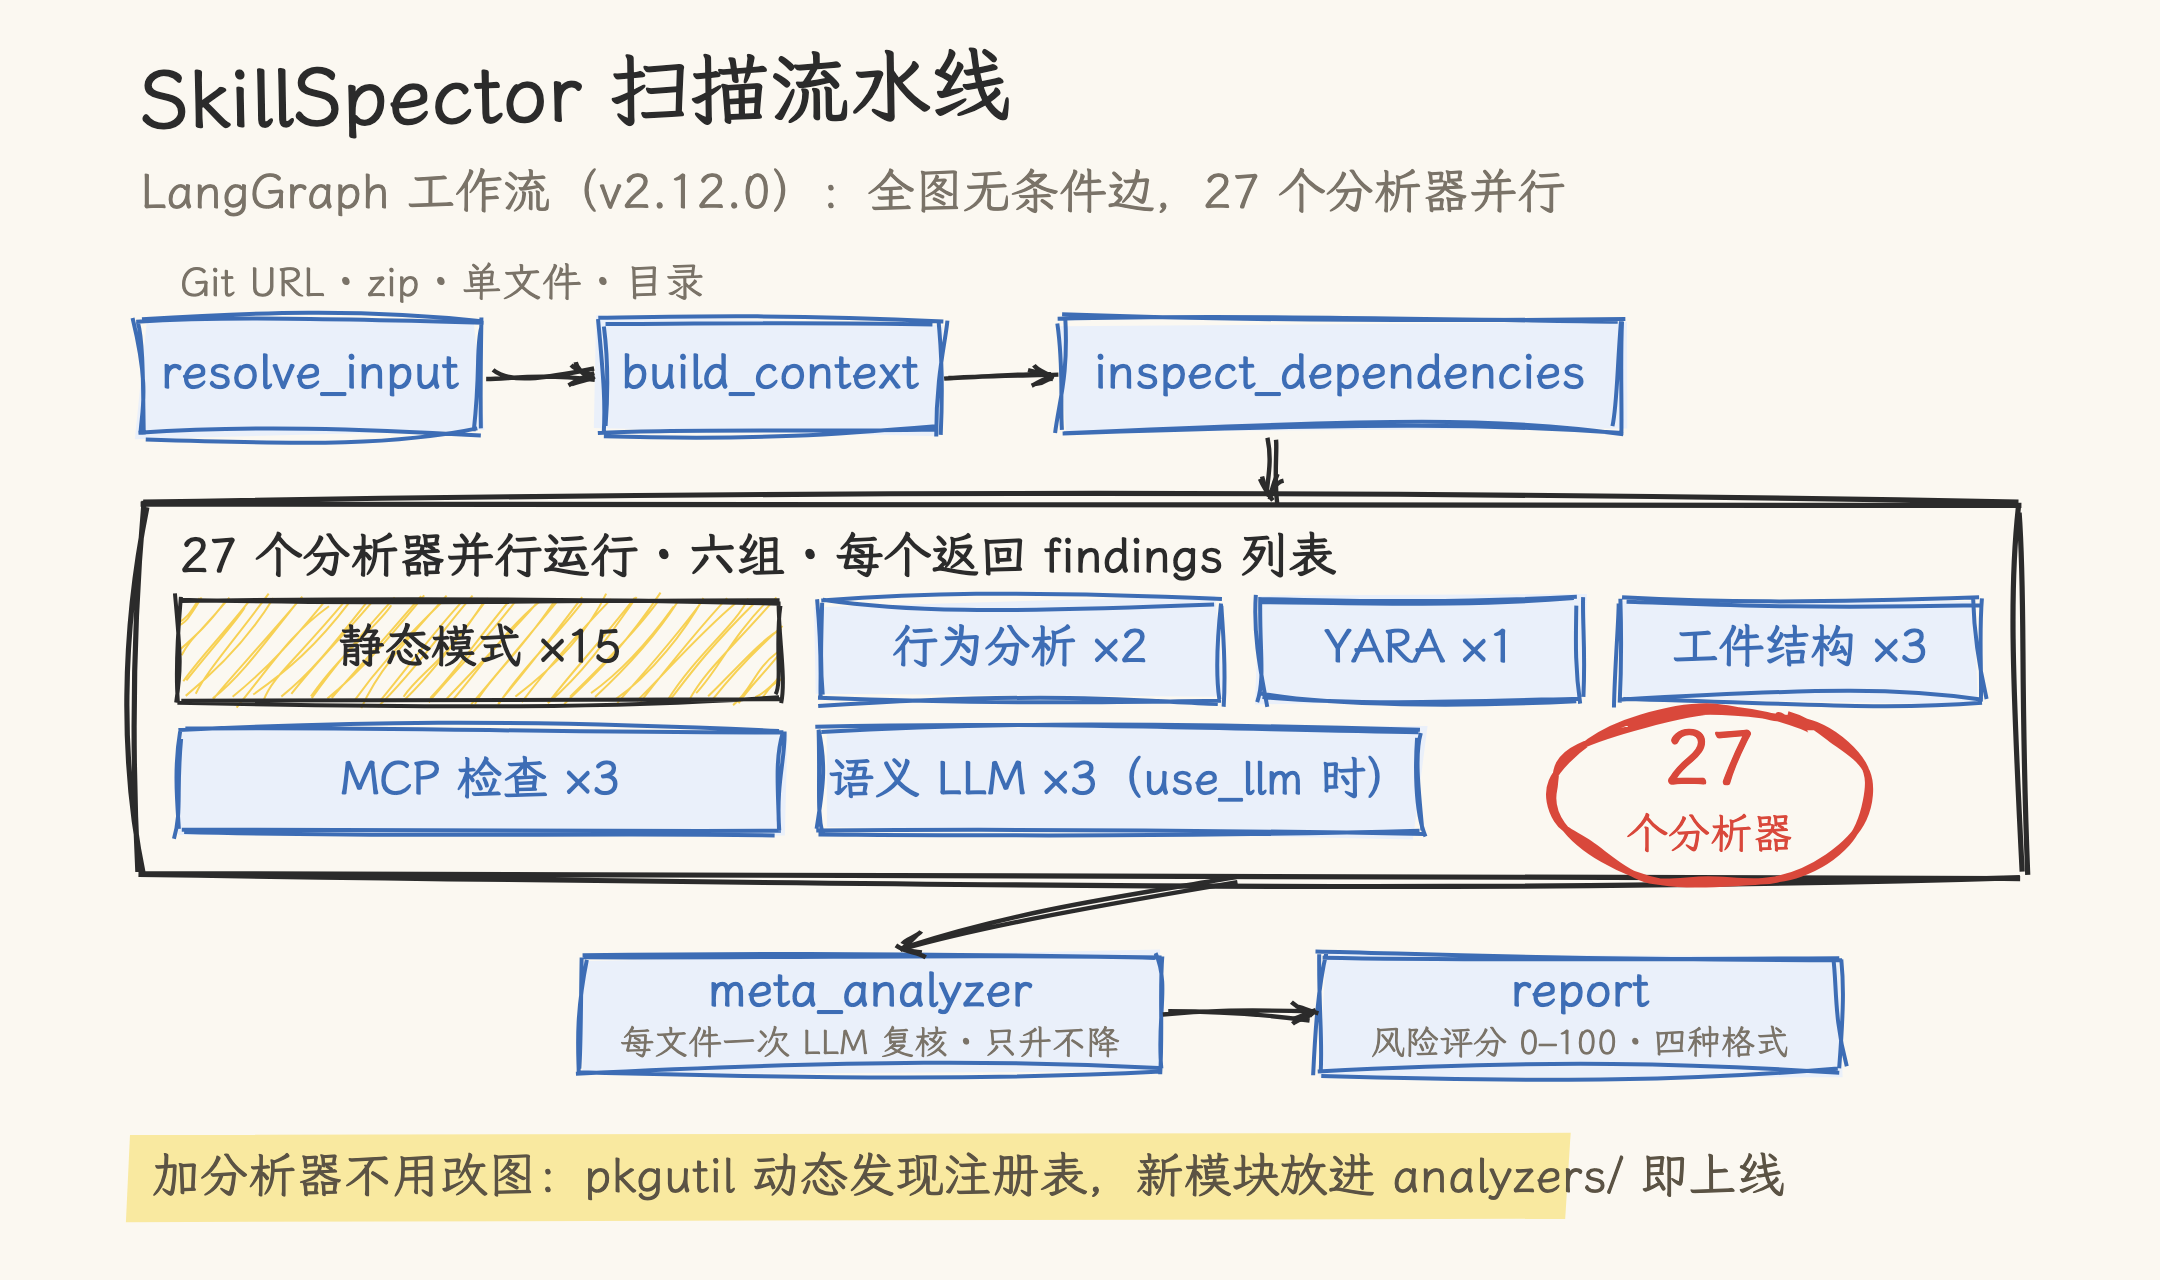 SkillSpector 扫描流水线
LangGraph 工作流（v2.12.0）：全图无条件边，27 个分析器并行
Git URL · zip · 单文件 · 目录
resolve_input
build_context
inspect_dependencies
27 个分析器并行运行 · 六组 · 每个返回 findings 列表
静态模式 ×15
行为分析 ×2
YARA ×1
工件结构 ×3
MCP 检查 ×3
语义 LLM ×3（use_llm 时）
27
个分析器
meta_analyzer
每文件一次 LLM 复核 · 只升不降
report
风险评分 0–100 · 四种格式
加分析器不用改图：pkgutil 动态发现注册表，新模块放进 analyzers/ 即上线